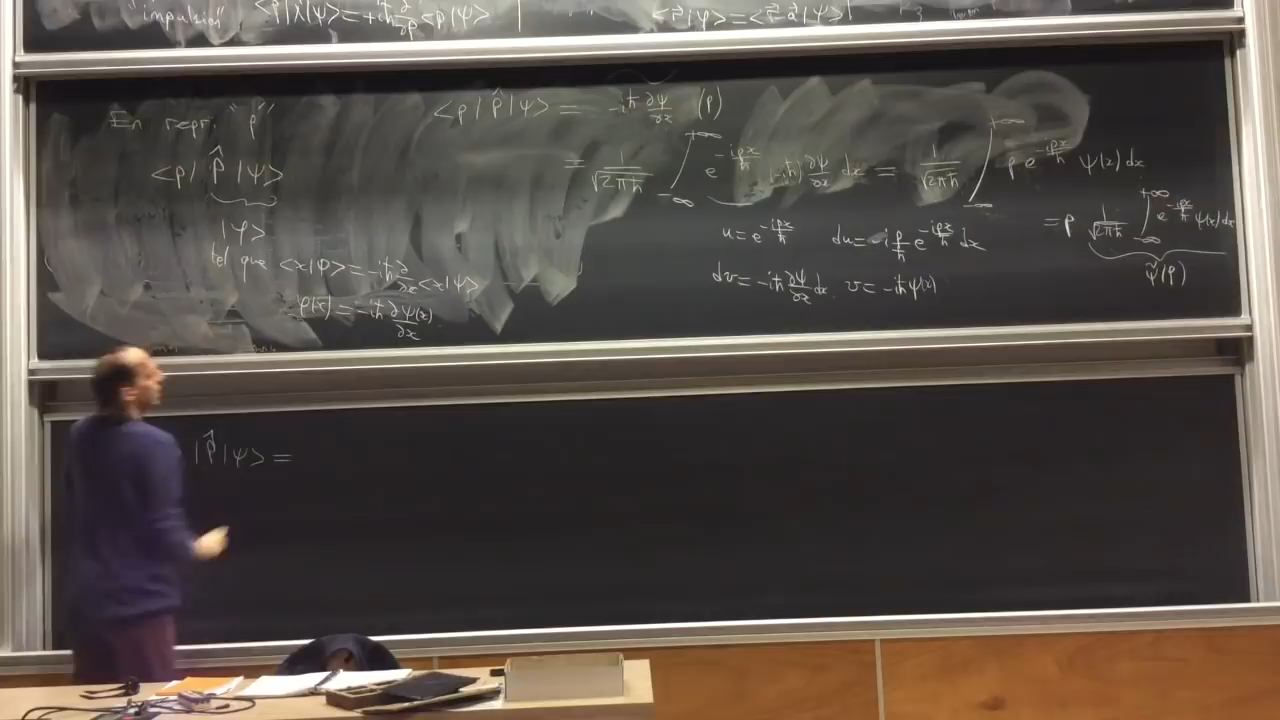 "impulsion" <p|x̂|ψ> = +iħ ∂/∂p <p|ψ>
<r⃗|φ> = <r⃗-a⃗|ψ>
En repr. "p"
<p| P̂ |ψ>
|φ>
tel que <x|φ> = -iħ ∂/∂x <x|ψ>
φ(x) = -iħ ∂ψ(x)/∂x
<p|P̂|ψ> = -iħ ∂ψ/∂x (p)
= 1/√(2πħ) ∫_{-∞}^{+∞} e^{-ipx/ħ} (-iħ) ∂ψ/∂x dx = 1/√(2πħ) ∫_{-∞}^{+∞} p e^{-ipx/ħ} ψ(x) dx
u = e^{-ipx/ħ} du = -i p/ħ e^{-ipx/ħ} dx
dv = -iħ ∂ψ/∂x dx v = -iħ ψ(x)
= p 1/√(2πħ) ∫_{-∞}^{+∞} e^{-ipx/ħ} ψ(x) dx
ψ̃(p)
|P̂|ψ> =